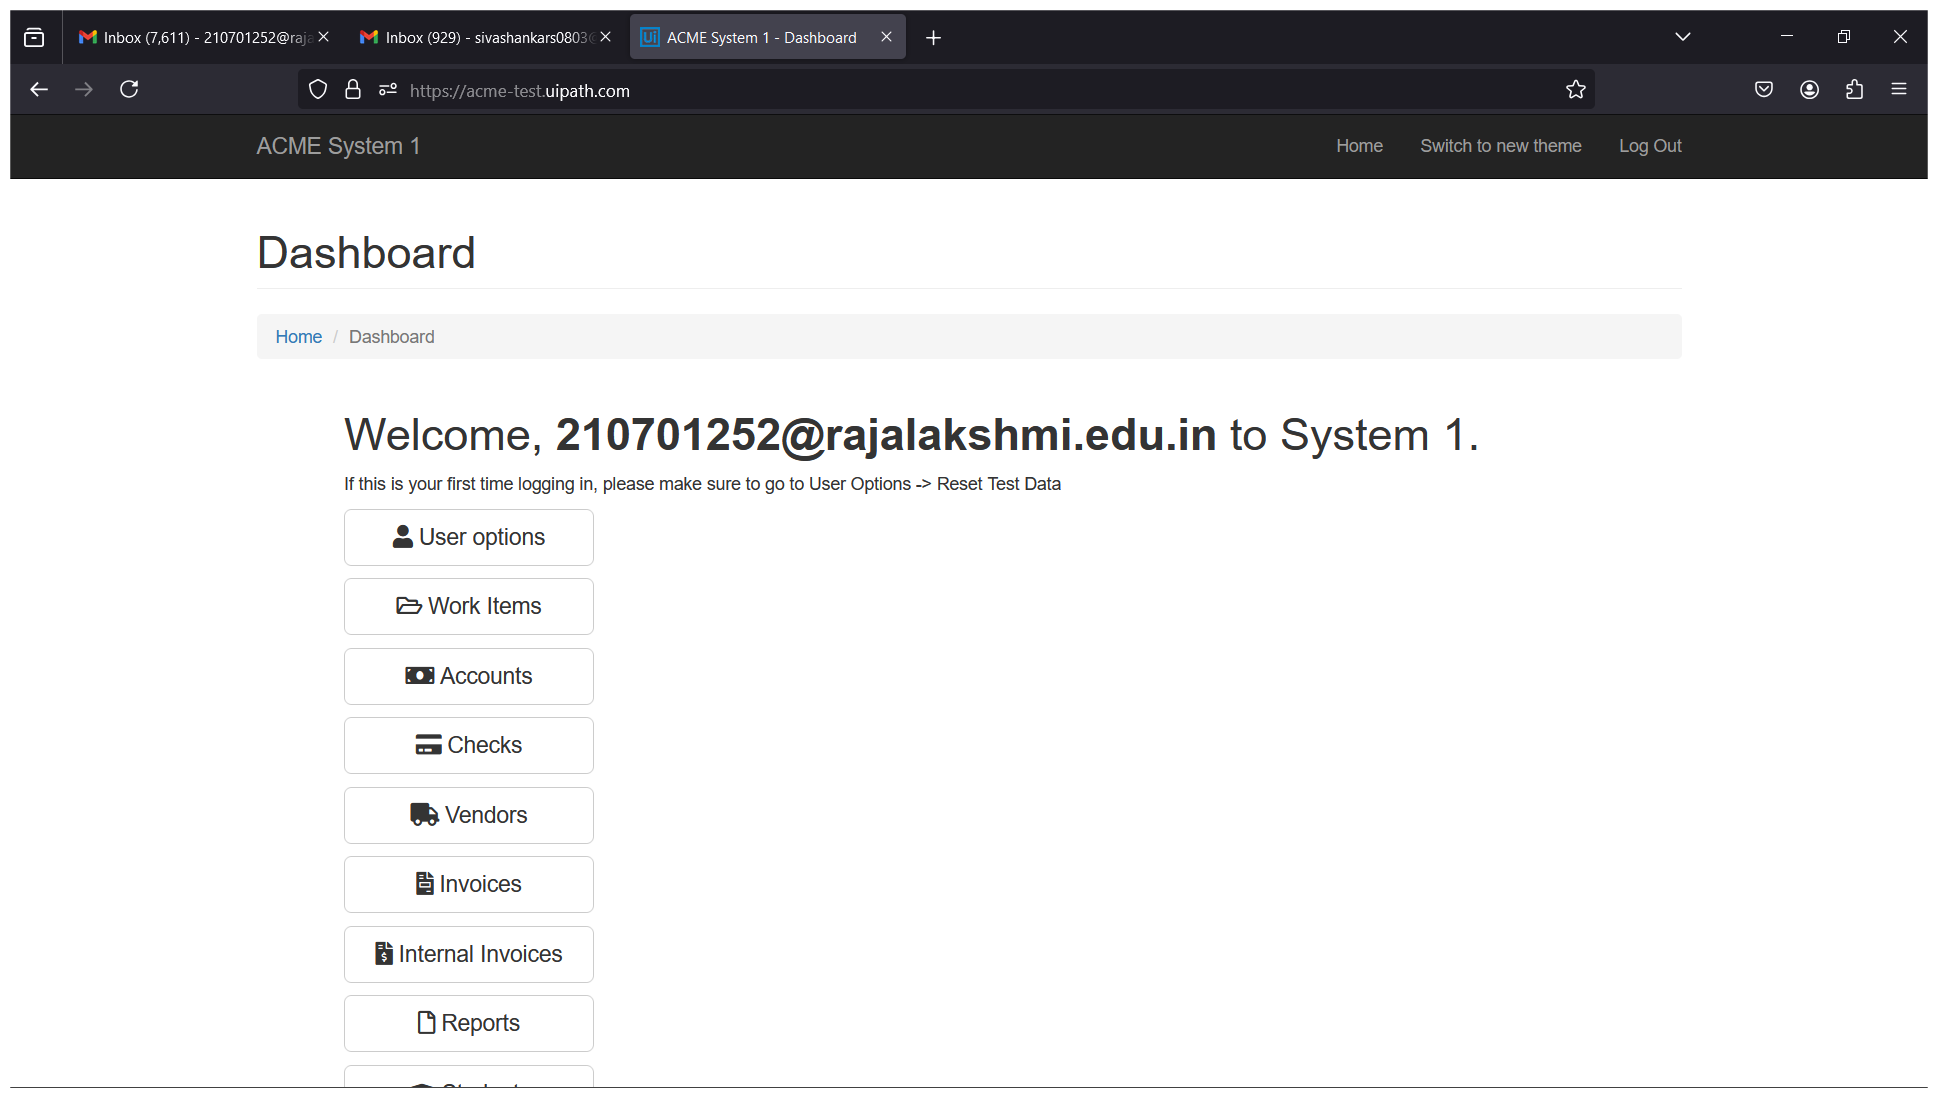 Inbox (7,611) - 210701252@raja
Inbox (929) - sivashankars0803@
Ui ACME System 1 - Dashboard
https://acme-test.uipath.com
ACME System 1
Home
Switch to new theme
Log Out
Dashboard
Home / Dashboard
Welcome, 210701252@rajalakshmi.edu.in to System 1.
If this is your first time logging in, please make sure to go to User Options -> Reset Test Data
User options
Work Items
Accounts
Checks
Vendors
Invoices
Internal Invoices
Reports